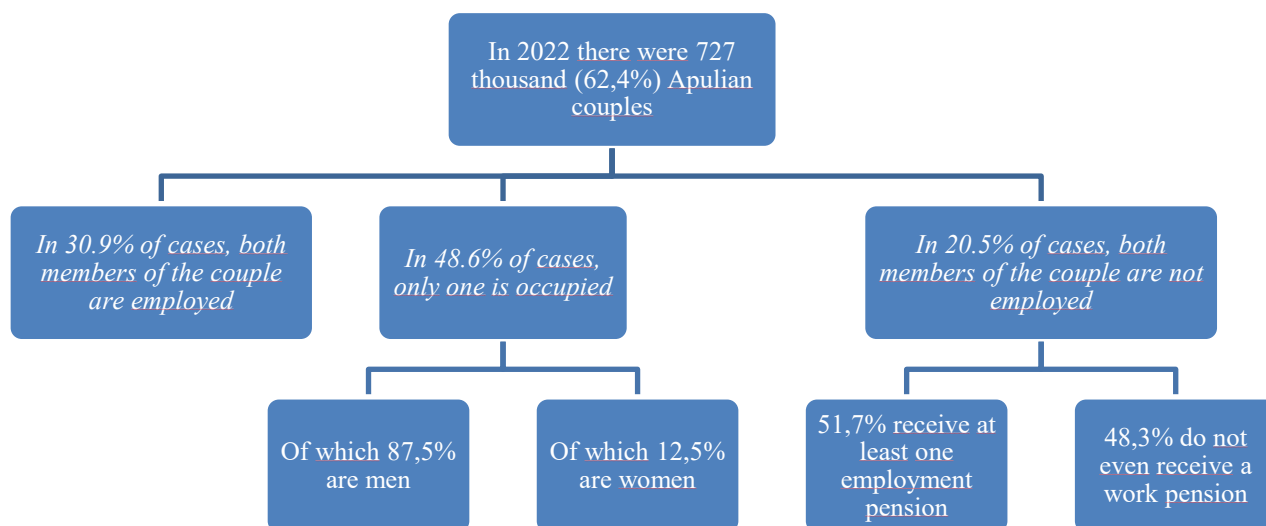 In 2022 there were 727
thousand (62,4%) Apulian
couples
In 30.9% of cases, both
members of the couple
are employed
In 48.6% of cases,
only one is occupied
In 20.5% of cases, both
members of the couple are not
employed
Of which 87,5%
are men
Of which 12,5%
are women
51,7% receive at
least one
employment
pension
48,3% do not
even receive a
work pension